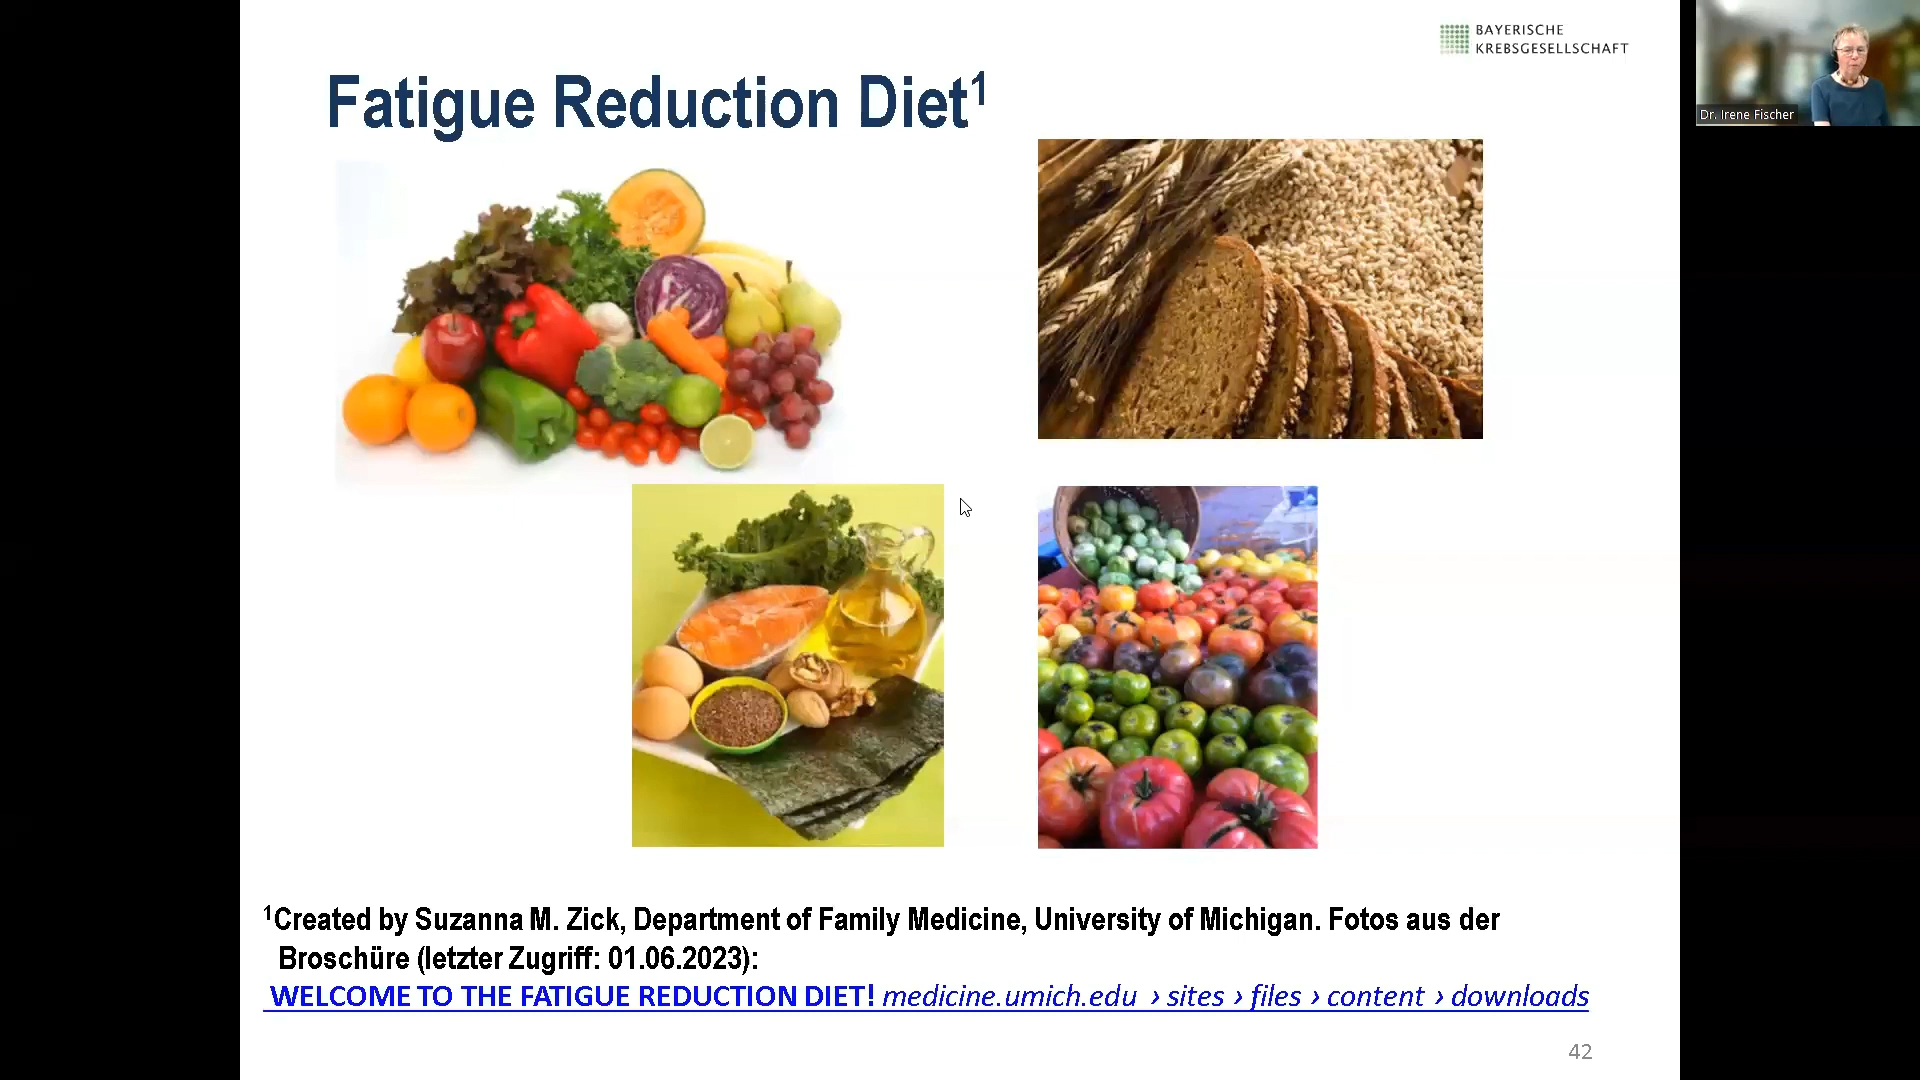 BAYERISCHE
KREBSGESELLSCHAFT
Dr. Irene Fischer
Fatigue Reduction Diet¹
¹Created by Suzanna M. Zick, Department of Family Medicine, University of Michigan. Fotos aus der
Broschüre (letzter Zugriff: 01.06.2023):
WELCOME TO THE FATIGUE REDUCTION DIET! medicine.umich.edu › sites › files › content › downloads
42